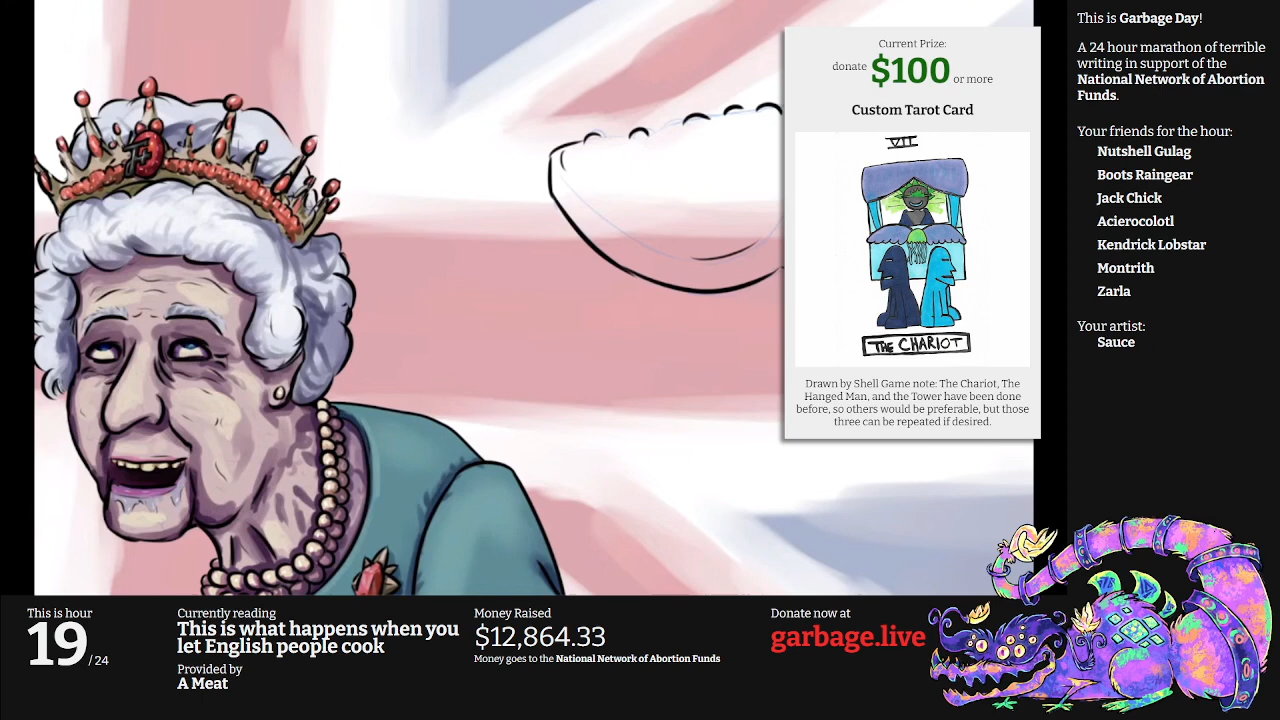 Current Prize:
donate $100 or more
Custom Tarot Card
VII
THE CHARIOT
Drawn by Shell Game note: The Chariot, The
Hanged Man, and the Tower have been done
before, so others would be preferable, but those
three can be repeated if desired.
This is Garbage Day!
A 24 hour marathon of terrible
writing in support of the
National Network of Abortion
Funds.
Your friends for the hour:
Nutshell Gulag
Boots Raingear
Jack Chick
Acierocolotl
Kendrick Lobstar
Montrith
Zarla
Your artist:
Sauce
This is hour
19 / 24
Currently reading
This is what happens when you
let English people cook
Provided by
A Meat
Money Raised
$12,864.33
Money goes to the National Network of Abortion Funds
Donate now at
garbage.live